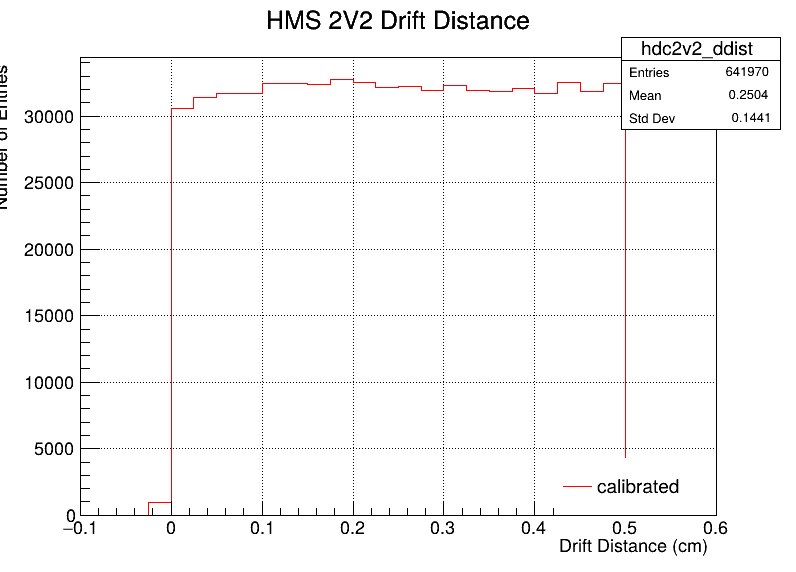 HMS 2V2 Drift Distance
hdc2v2_ddist
Entries 641970
Mean 0.2504
Std Dev 0.1441
Number of Entries
30000
25000
20000
15000
10000
5000
0
calibrated
−0.1 0 0.1 0.2 0.3 0.4 0.5 0.6
Drift Distance (cm)